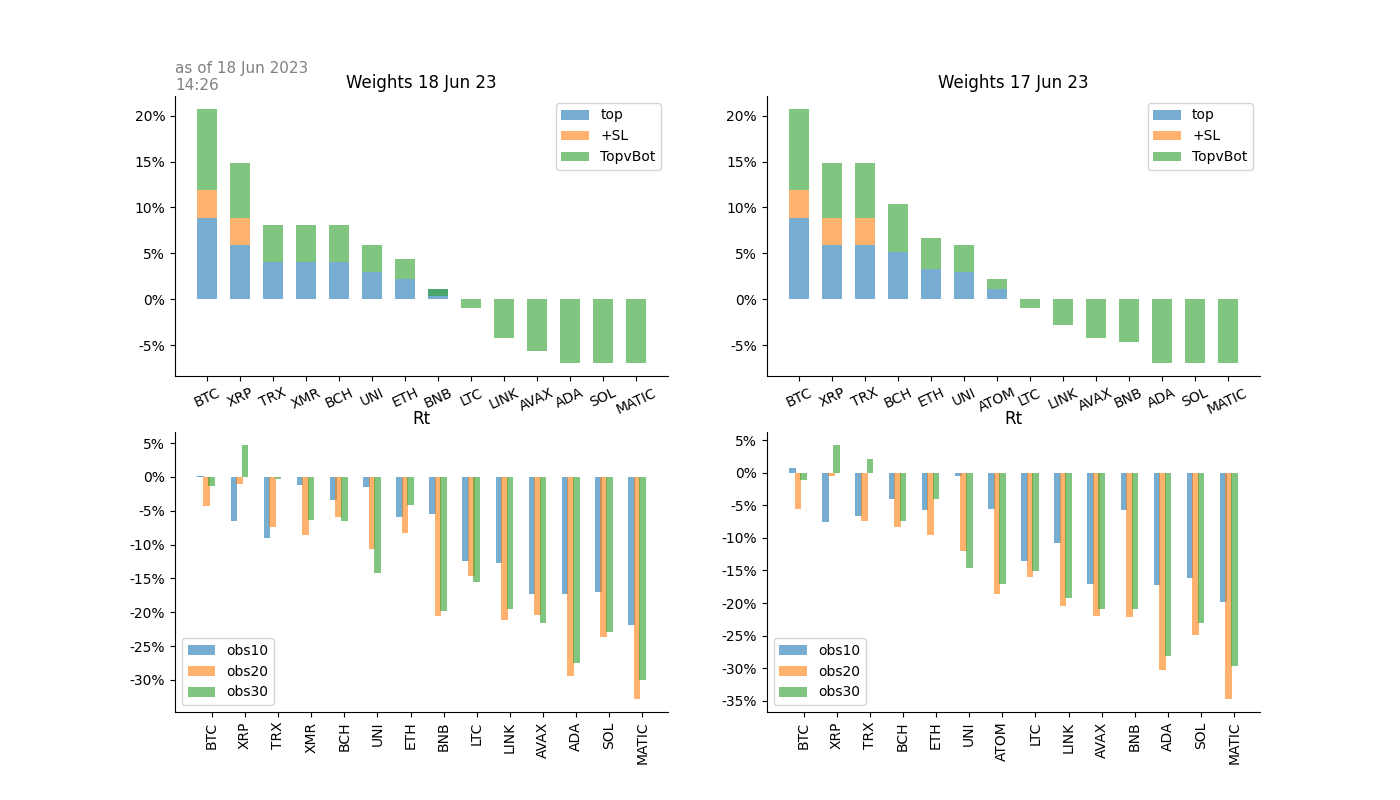 as of 18 Jun 2023
14:26
Weights 18 Jun 23
20%
15%
10%
5%
0%
-5%
top
+SL
TopvBot
BTC XRP TRX XMR BCH UNI ETH BNB LTC LINK AVAX ADA SOL MATIC
Weights 17 Jun 23
20%
15%
10%
5%
0%
-5%
top
+SL
TopvBot
BTC XRP TRX BCH ETH UNI ATOM LTC LINK AVAX BNB ADA SOL MATIC
Rt
5%
0%
-5%
-10%
-15%
-20%
-25%
-30%
obs10
obs20
obs30
BTC XRP TRX XMR BCH UNI ETH BNB LTC LINK AVAX ADA SOL MATIC
Rt
5%
0%
-5%
-10%
-15%
-20%
-25%
-30%
-35%
obs10
obs20
obs30
BTC XRP TRX BCH ETH UNI ATOM LTC LINK AVAX BNB ADA SOL MATIC